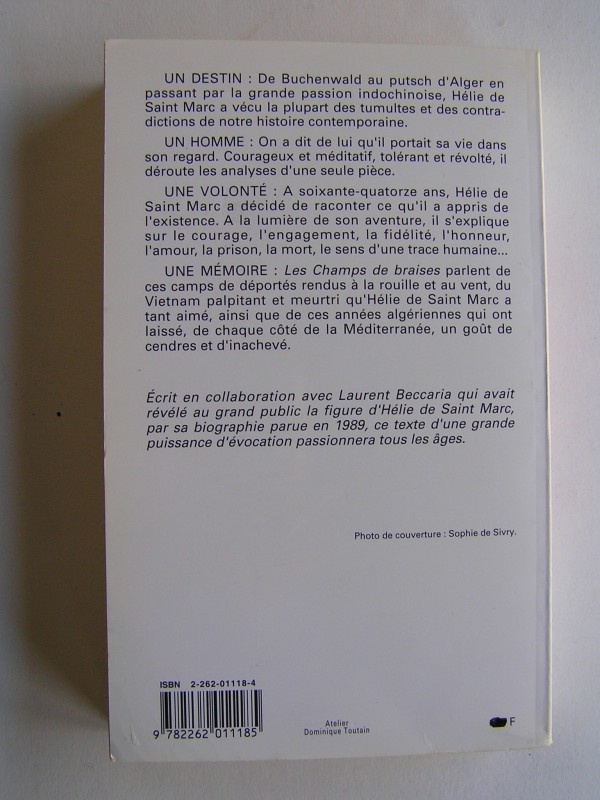 UN DESTIN : De Buchenwald au putsch d'Alger en
passant par la grande passion indochinoise, Hélie de
Saint Marc a vécu la plupart des tumultes et des contra-
dictions de notre histoire contemporaine.
UN HOMME : On a dit de lui qu'il portait sa vie dans
son regard. Courageux et méditatif, tolérant et révolté, il
déroute les analyses d'une seule pièce.
UNE VOLONTÉ : A soixante-quatorze ans, Hélie de
Saint Marc a décidé de raconter ce qu'il a appris de
l'existence. A la lumière de son aventure, il s'explique
sur le courage, l'engagement, la fidélité, l'honneur,
l'amour, la prison, la mort, le sens d'une trace humaine...
UNE MÉMOIRE : Les Champs de braises parlent de
ces camps de déportés rendus à la rouille et au vent, du
Vietnam palpitant et meurtri qu'Hélie de Saint Marc a
tant aimé, ainsi que de ces années algériennes qui ont
laissé, de chaque côté de la Méditerranée, un goût de
cendres et d'inachevé.
Écrit en collaboration avec Laurent Beccaria qui avait
révélé au grand public la figure d'Hélie de Saint Marc,
par sa biographie parue en 1989, ce texte d'une grande
puissance d'évocation passionnera tous les âges.
Photo de couverture : Sophie de Sivry.
ISBN 2-262-01118-4
9 782262 011185
Atelier
Dominique Toutain
F